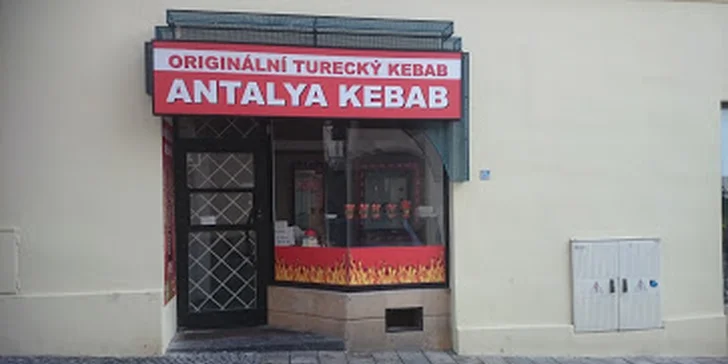 ORIGINÁLNÍ TURECKÝ KEBAB
ANTALYA KEBAB